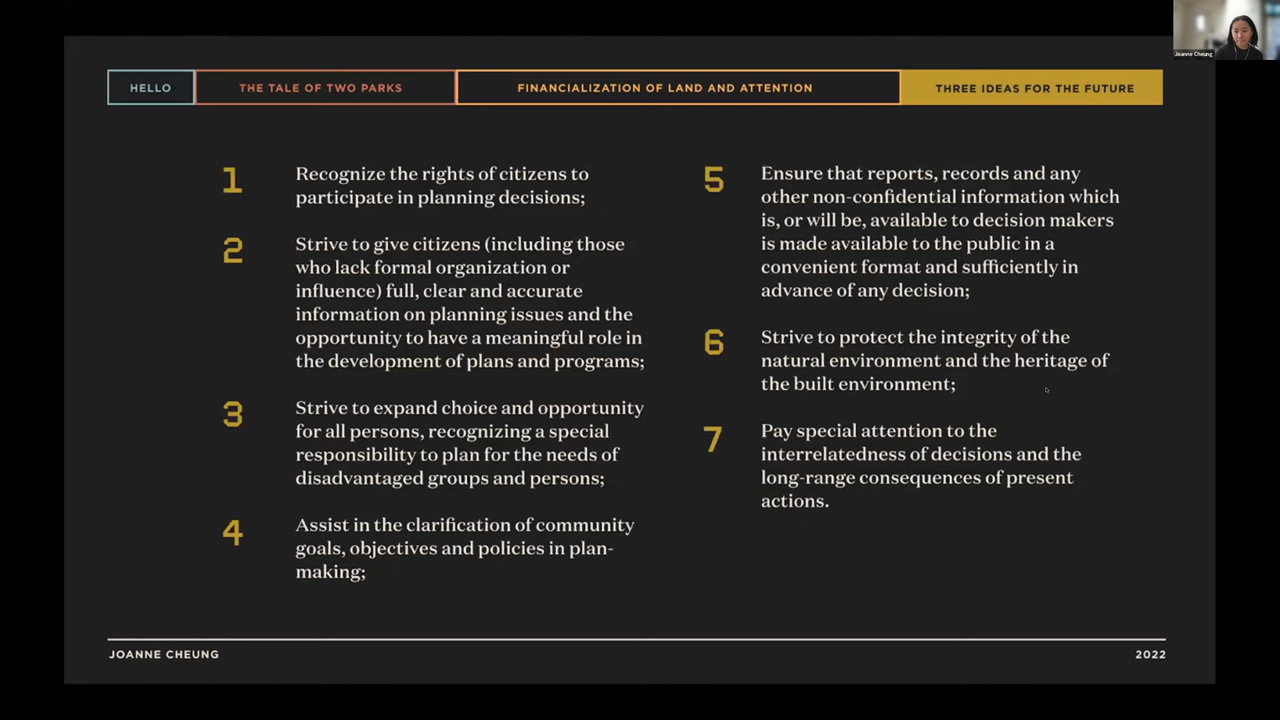 Joanne Cheung
HELLO
THE TALE OF TWO PARKS
FINANCIALIZATION OF LAND AND ATTENTION
THREE IDEAS FOR THE FUTURE
1
Recognize the rights of citizens to
participate in planning decisions;
2
Strive to give citizens (including those
who lack formal organization or
influence) full, clear and accurate
information on planning issues and the
opportunity to have a meaningful role in
the development of plans and programs;
3
Strive to expand choice and opportunity
for all persons, recognizing a special
responsibility to plan for the needs of
disadvantaged groups and persons;
4
Assist in the clarification of community
goals, objectives and policies in plan-
making;
5
Ensure that reports, records and any
other non-confidential information which
is, or will be, available to decision makers
is made available to the public in a
convenient format and sufficiently in
advance of any decision;
6
Strive to protect the integrity of the
natural environment and the heritage of
the built environment;
7
Pay special attention to the
interrelatedness of decisions and the
long-range consequences of present
actions.
JOANNE CHEUNG
2022